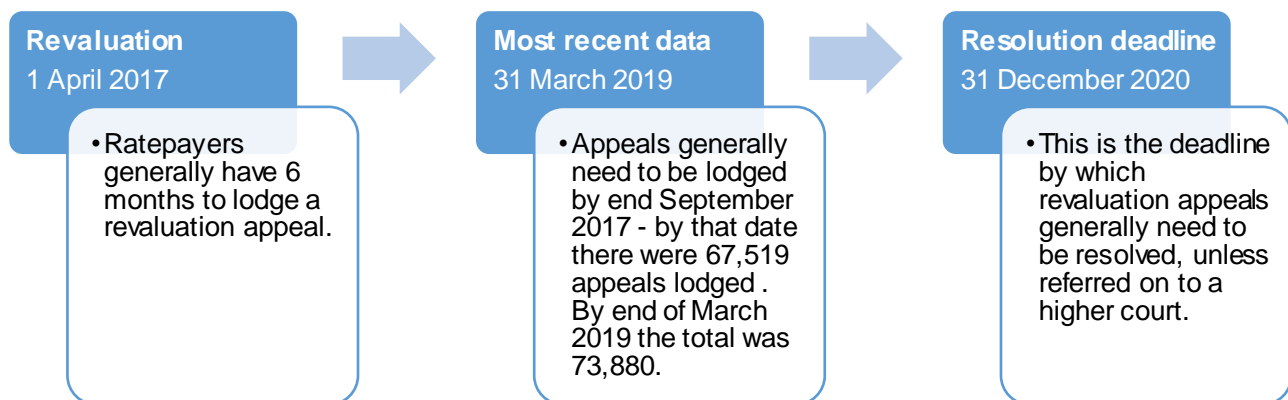 Revaluation
1 April 2017
•Ratepayers
generally have 6
months to lodge a
revaluation appeal.
Most recent data
31 March 2019
•Appeals generally
need to be lodged
by end September
2017 - by that date
there were 67,519
appeals lodged .
By end of March
2019 the total was
73,880.
Resolution deadline
31 December 2020
•This is the deadline
by which
revaluation appeals
generally need to
be resolved, unless
referred on to a
higher court.